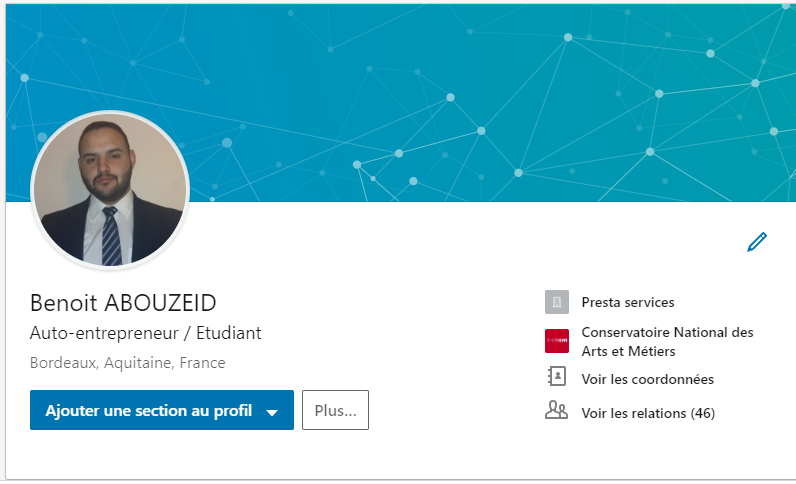 Benoit ABOUZEID
Auto-entrepreneur / Etudiant
Bordeaux, Aquitaine, France
Ajouter une section au profil
Plus...
Presta services
Conservatoire National des
Arts et Métiers
Voir les coordonnées
Voir les relations (46)